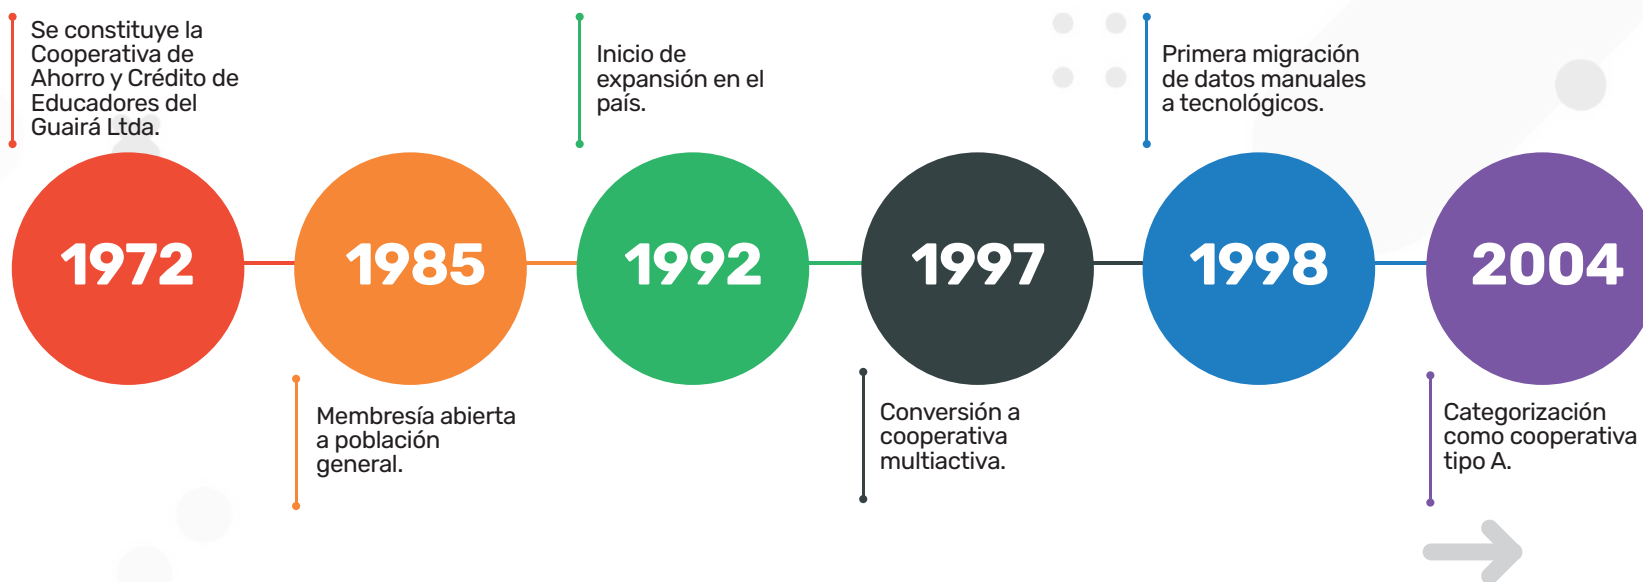 Se constituye la
Cooperativa de
Ahorro y Crédito de
Educadores del
Guairá Ltda.
1972
1985
Membresía abierta
a población
general.
Inicio de
expansión en el
país.
1992
1997
Conversión a
cooperativa
multiactiva.
Primera migración
de datos manuales
a tecnológicos.
1998
2004
Categorización
como cooperativa
tipo A.